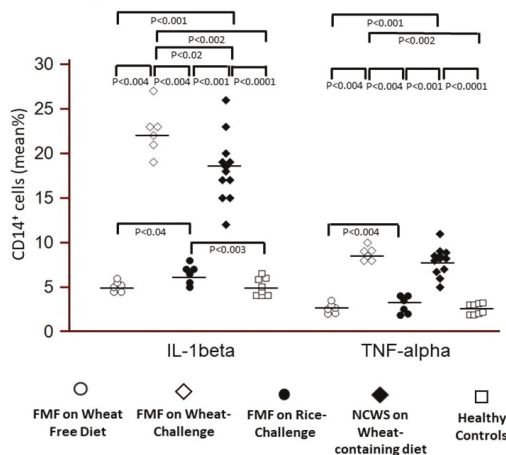 P<0.001
P<0.001
P<0.002
P<0.002
P<0.02
P<0.004 P<0.004 P<0.001 P<0.0001
P<0.004 P<0.004 P<0.001 P<0.0001
CD14+ cells (mean%)
30
25
20
15
10
5
0
P<0.04
P<0.003
P<0.004
IL-1beta
TNF-alpha
FMF on Wheat
Free Diet
FMF on Wheat-
Challenge
FMF on Rice-
Challenge
NCWS on
Wheat-
containing diet
Healthy
Controls